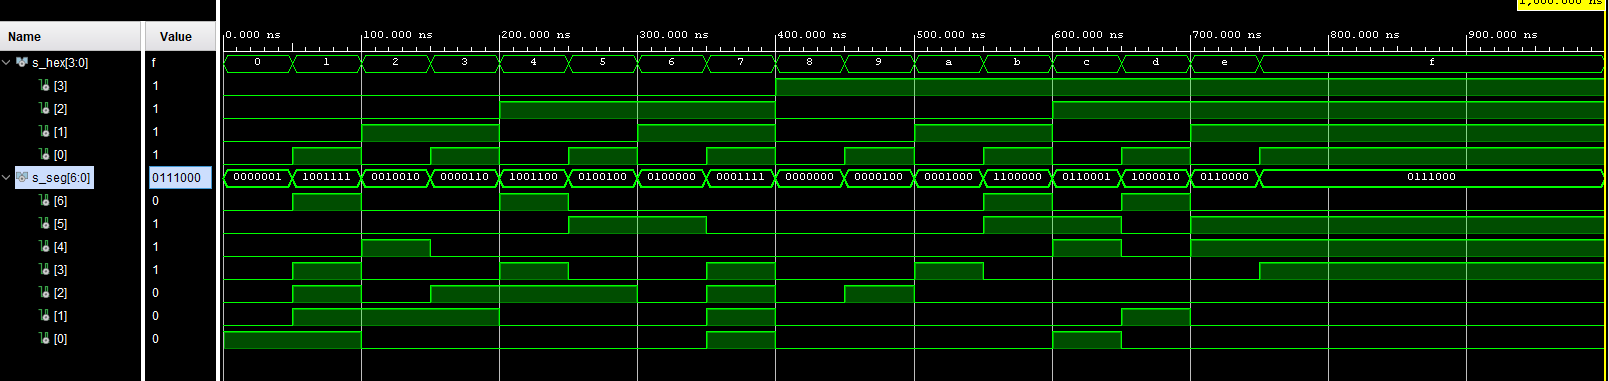 1,000.000 ns
Name Value 0.000 ns 100.000 ns 200.000 ns 300.000 ns 400.000 ns 500.000 ns 600.000 ns 700.000 ns 800.000 ns 900.000 ns
s_hex[3:0] f 0 1 2 3 4 5 6 7 8 9 a b c d e f
[3] 1
[2] 1
[1] 1
[0] 1
s_seg[6:0] 0111000 0000001 1001111 0010010 0000110 1001100 0100100 0100000 0001111 0000000 0000100 0001000 1100000 0110001 1000010 0110000 0111000
[6] 0
[5] 1
[4] 1
[3] 1
[2] 0
[1] 0
[0] 0